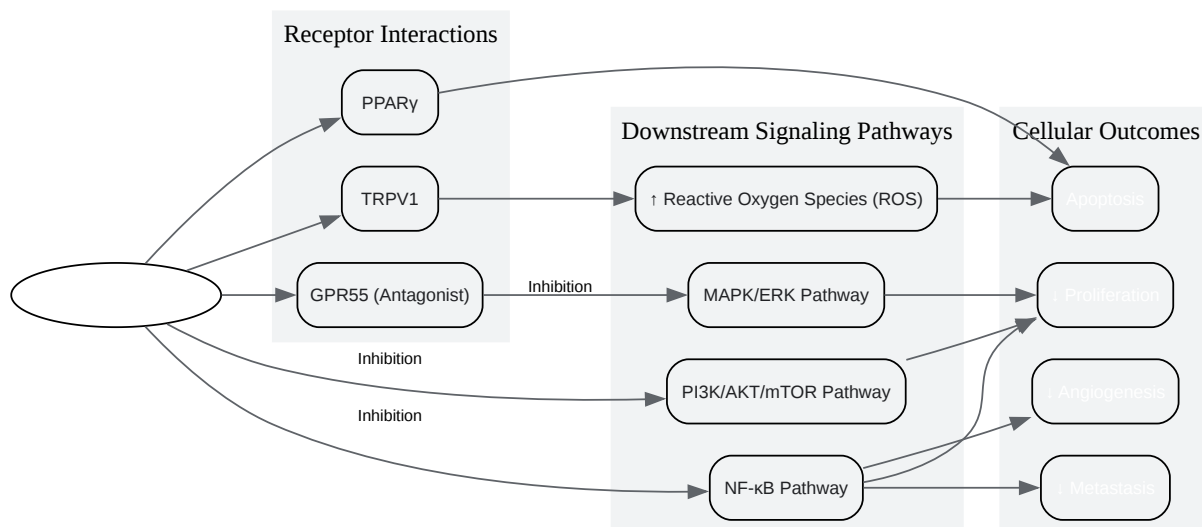 Receptor Interactions
PPARγ
Downstream Signaling Pathways
Cellular Outcomes
TRPV1
↑ Reactive Oxygen Species (ROS)
Apoptosis
GPR55 (Antagonist)
Inhibition
MAPK/ERK Pathway
↓ Proliferation
Inhibition
PI3K/AKT/mTOR Pathway
↓ Angiogenesis
Inhibition
NF-κB Pathway
↓ Metastasis